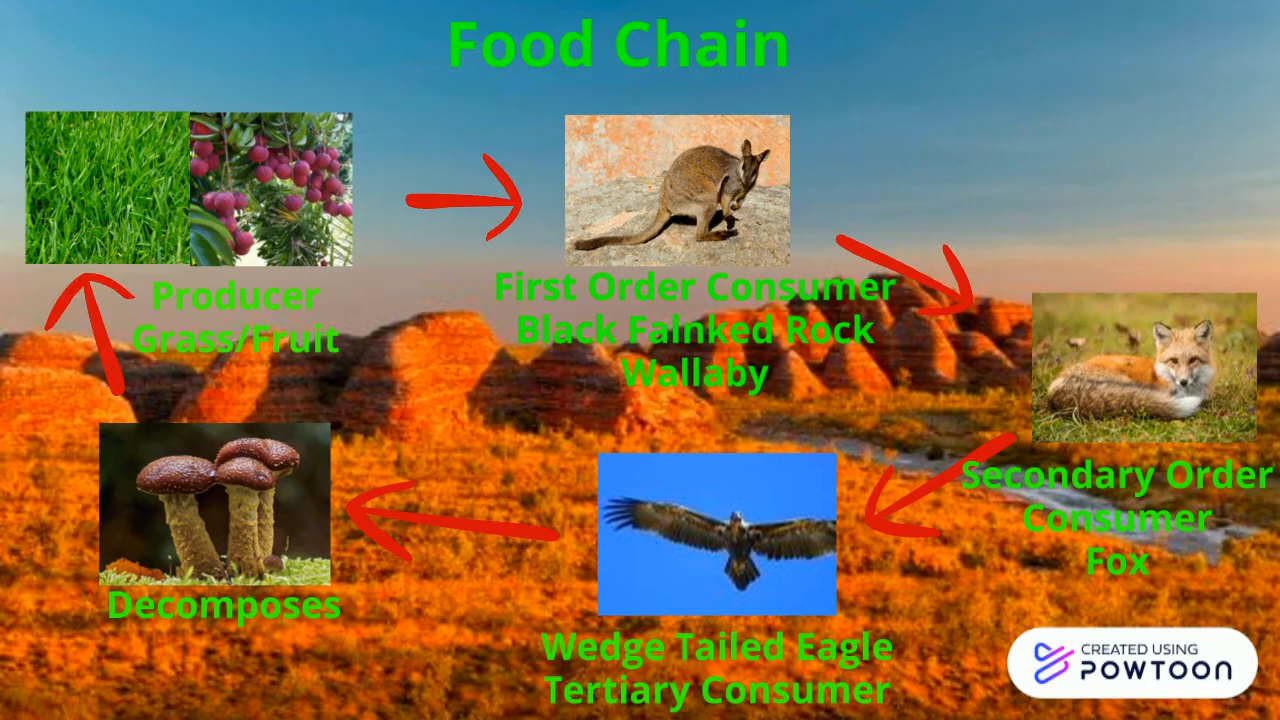 Food Chain
Producer
Grass/Fruit
First Order Consumer
Black Falnked Rock
Wallaby
Secondary Order
Consumer
Fox
Wedge Tailed Eagle
Tertiary Consumer
Decomposes
CREATED USING
POWTOON